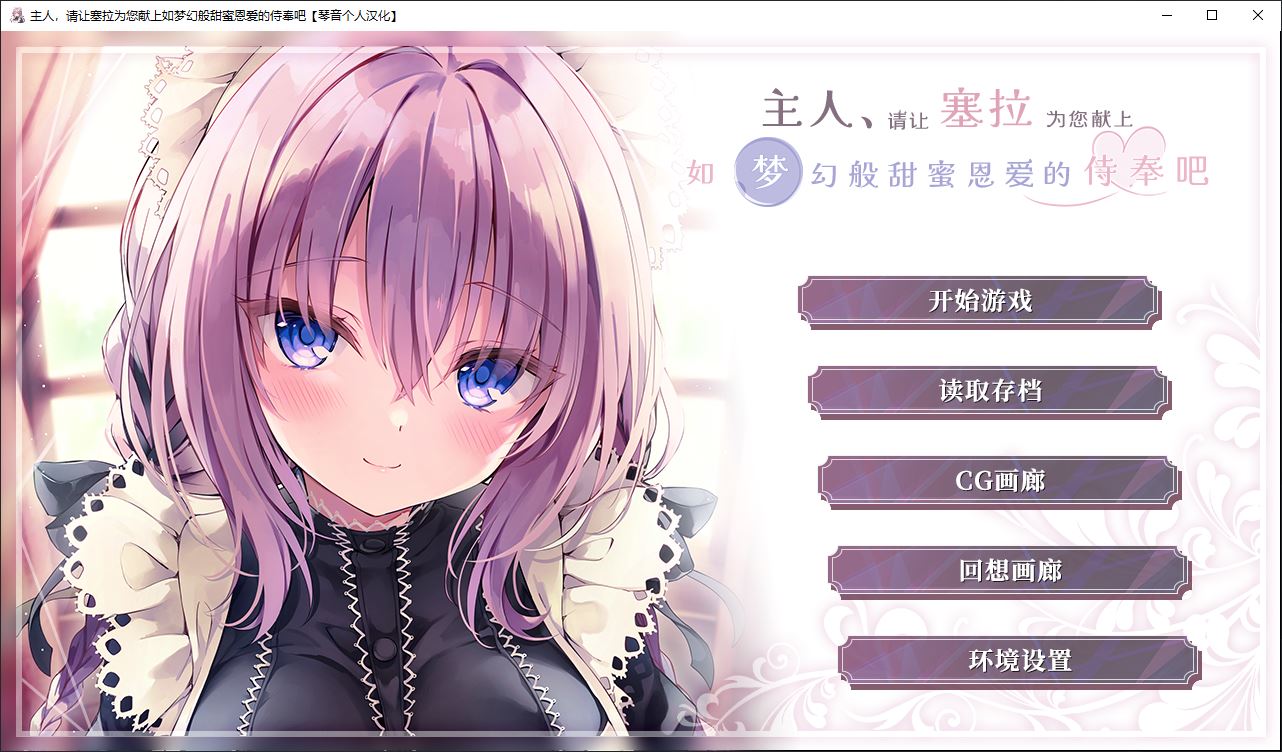 主人，请让塞拉为您献上如梦幻般甜蜜恩爱的侍奉吧【琴音个人汉化】
主人、请让塞拉为您献上
如梦幻般甜蜜恩爱的侍奉吧
开始游戏
读取存档
CG画廊
回想画廊
环境设置